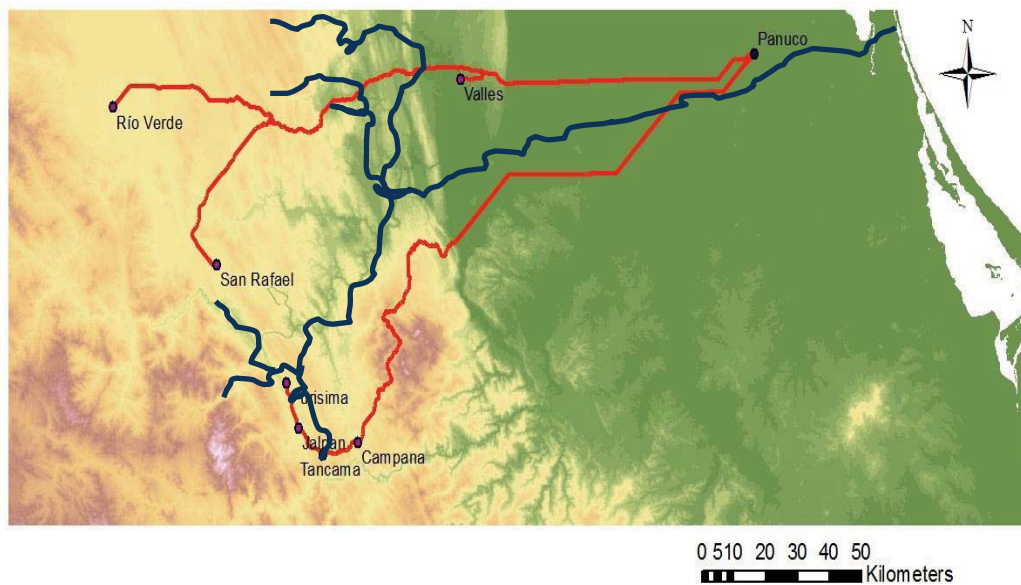 N
Panuco
Valles
Río Verde
San Rafael
Jalpan
Tancama
Campana
0 510 20 30 40 50
Kilometers